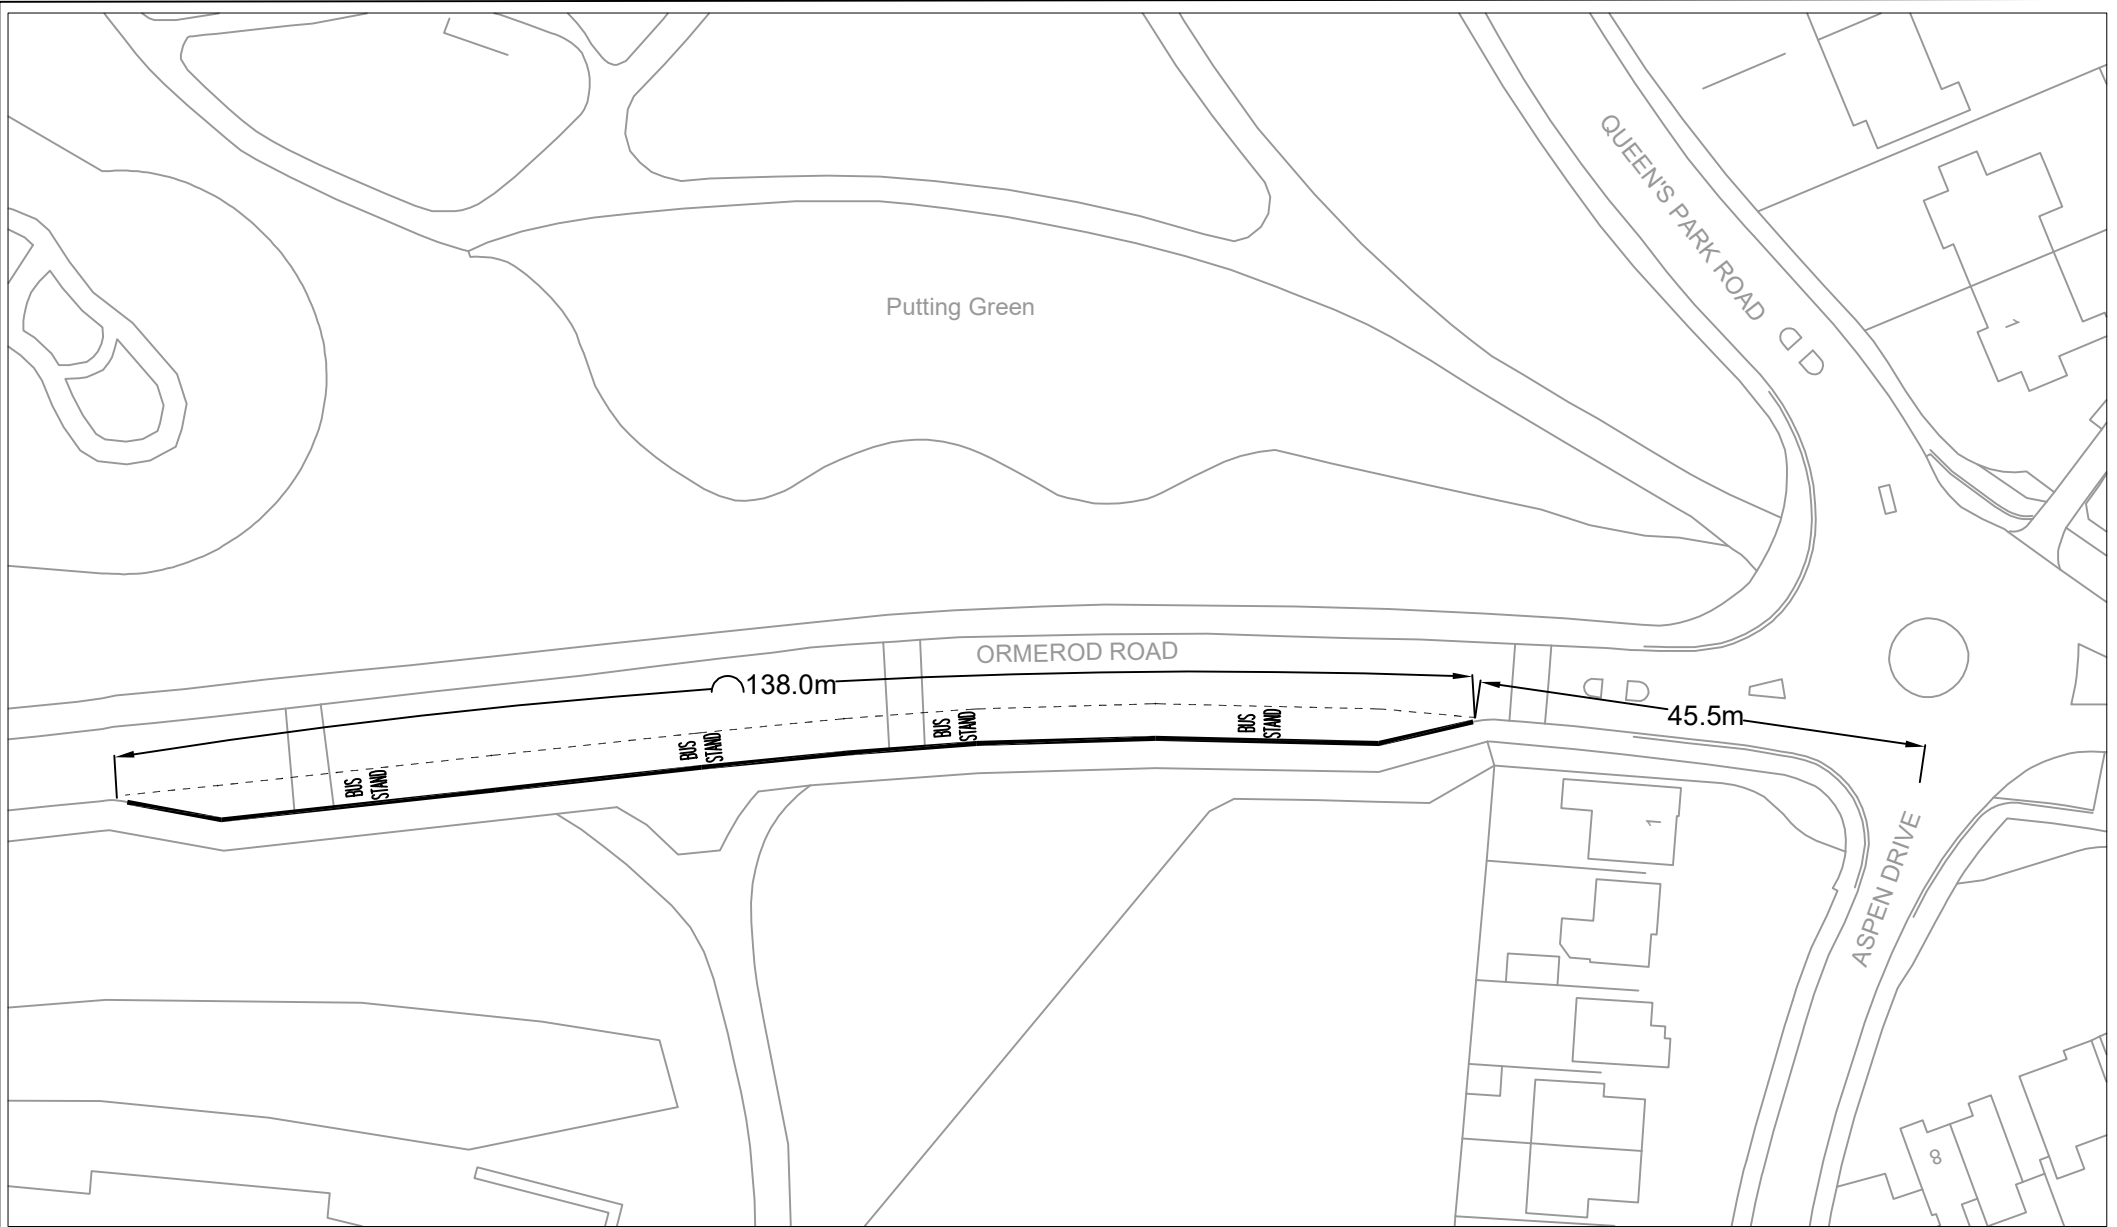 QUEEN'S PARK ROAD
1
Putting Green
ORMEROD ROAD
138.0m
45.5m
BUS
STAND
BUS
STAND
BUS
STAND
BUS
STAND
1
ASPEN DRIVE
8